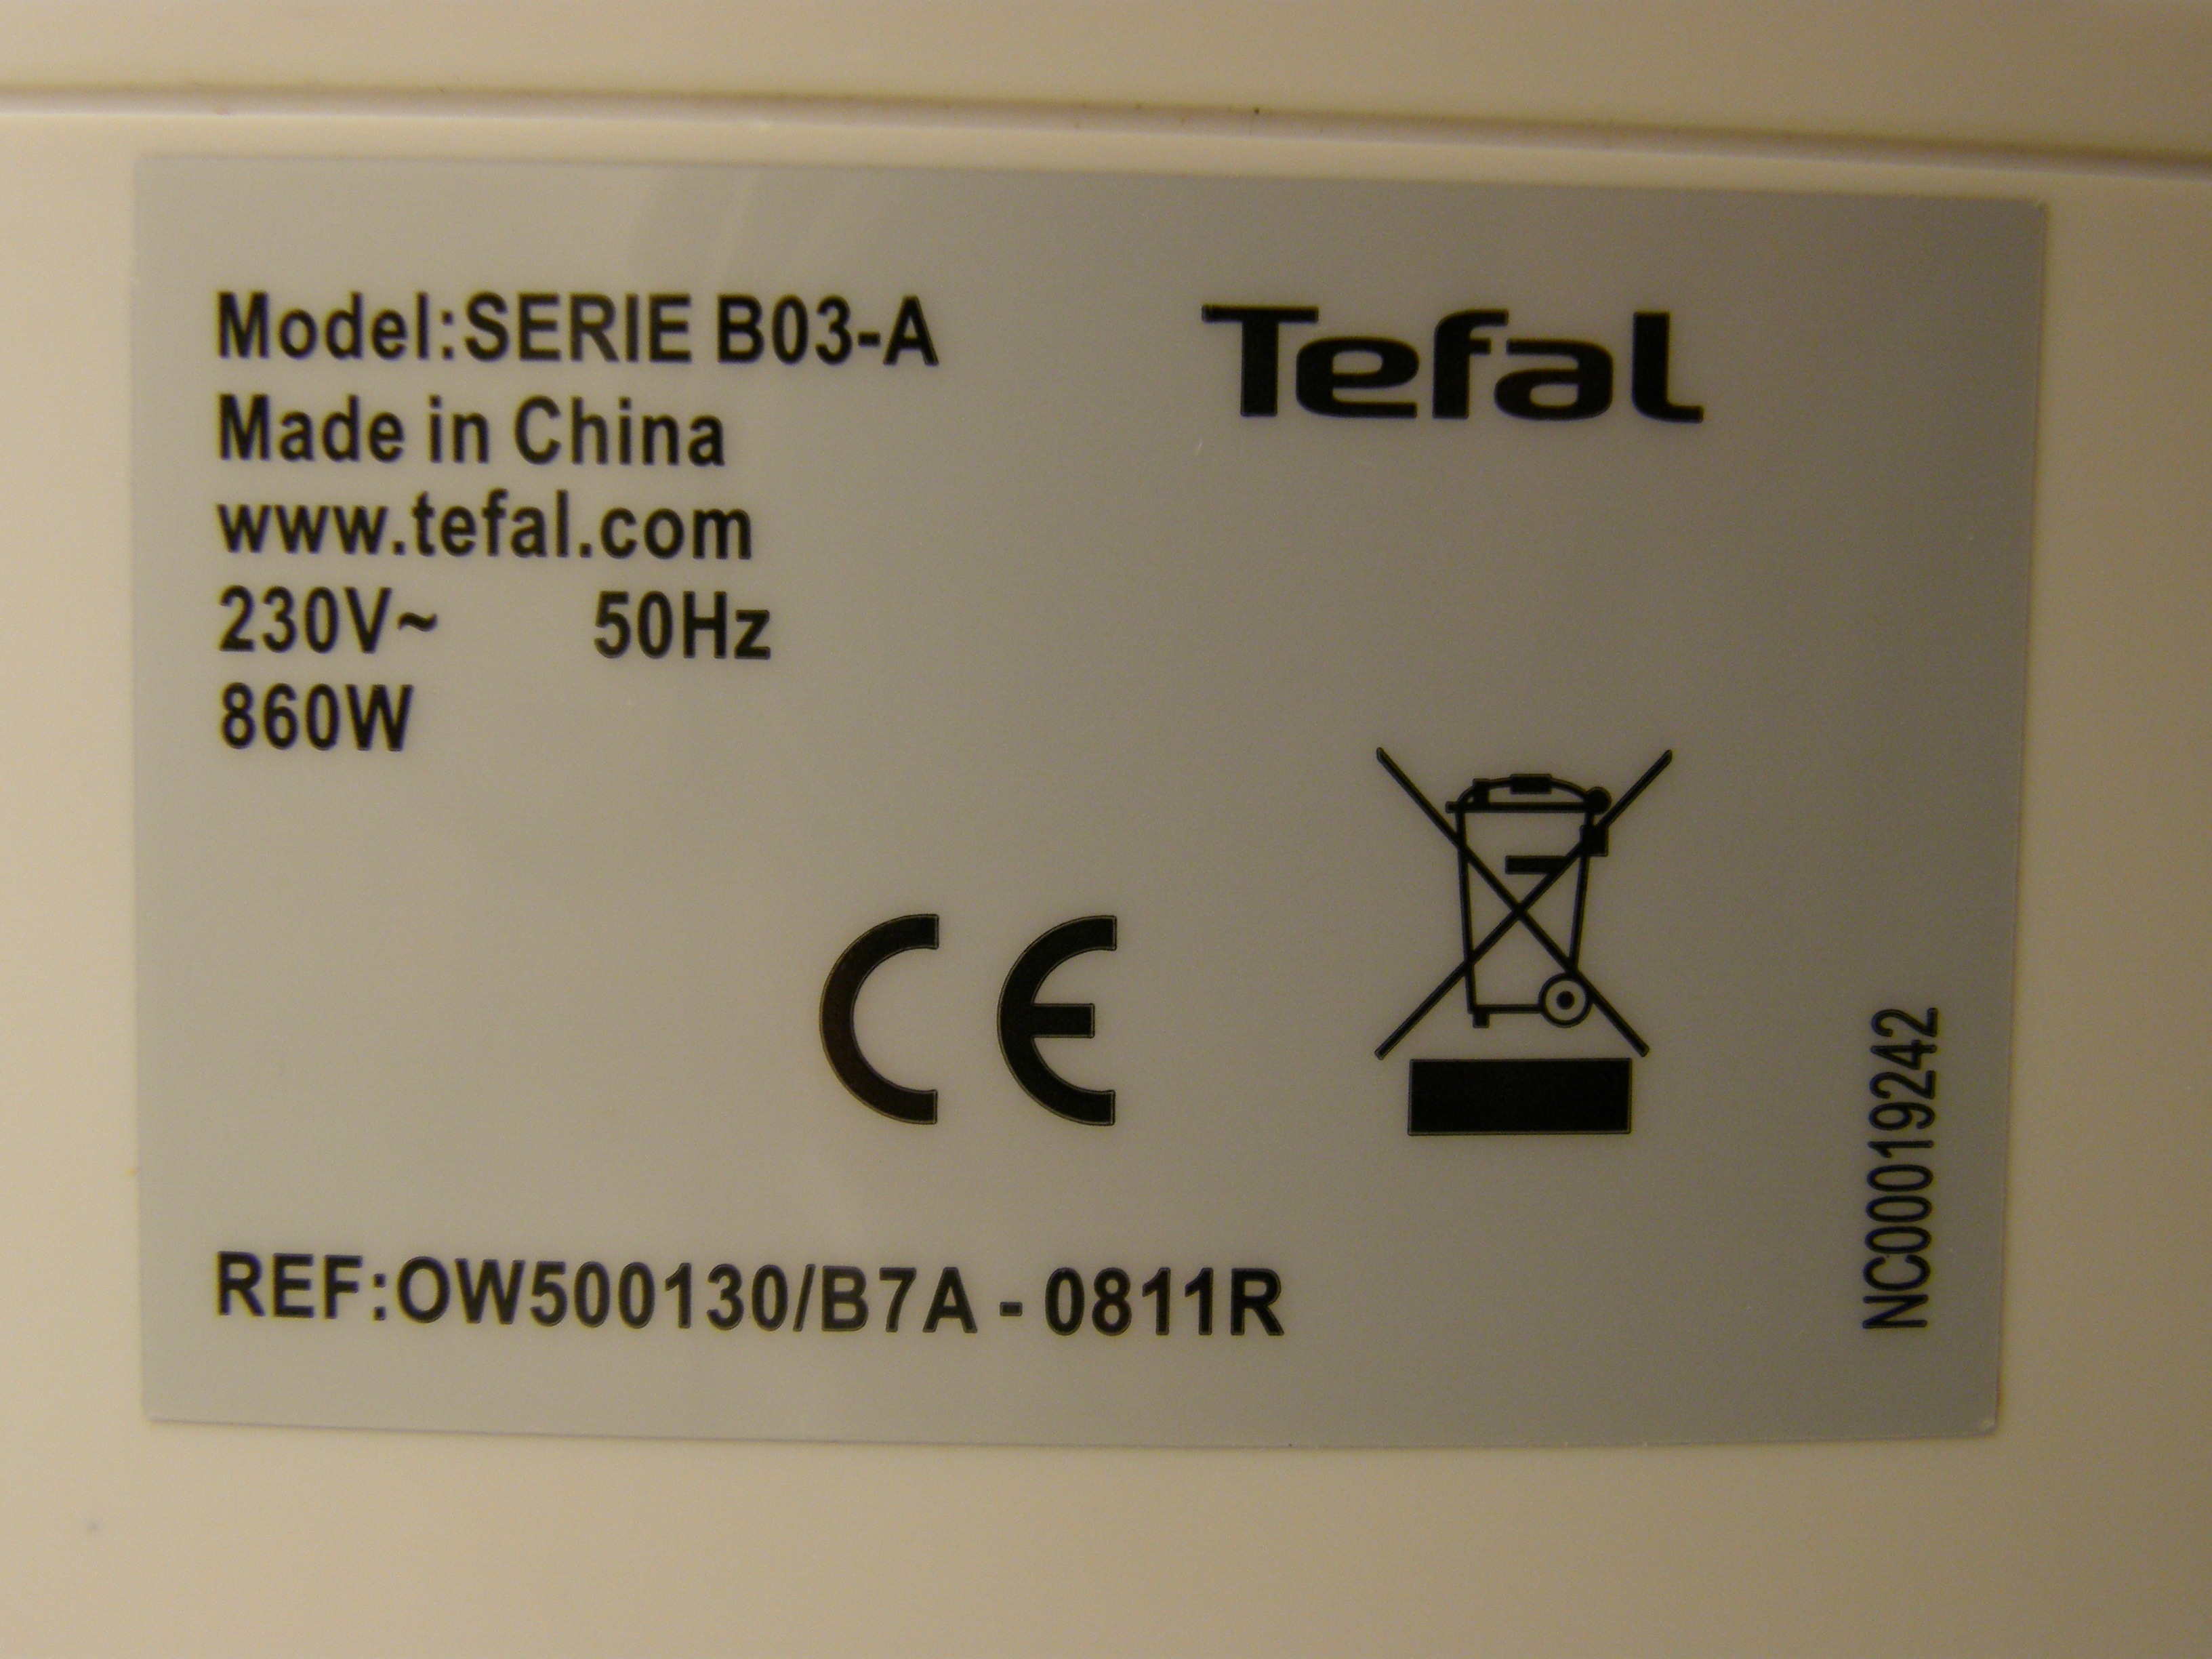 Model:SERIE B03-A
Tefal
Made in China
www.tefal.com
230V~ 50Hz
860W
CE
REF:OW500130/B7A - 0811R
NC00019242